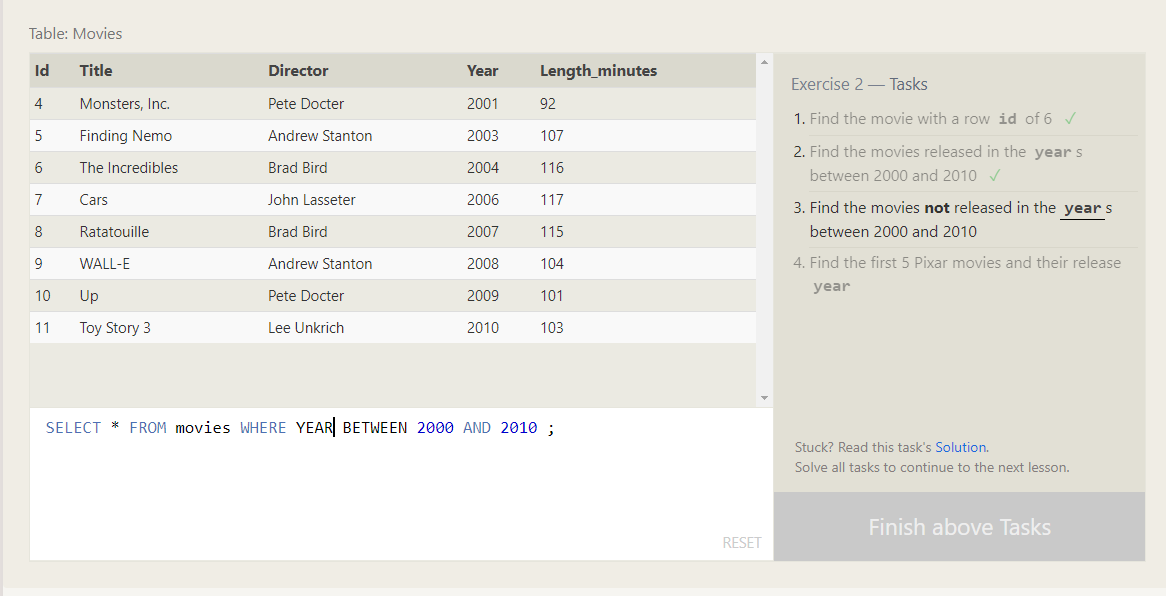 Table: Movies
Id Title Director Year Length_minutes
4 Monsters, Inc. Pete Docter 2001 92
5 Finding Nemo Andrew Stanton 2003 107
6 The Incredibles Brad Bird 2004 116
7 Cars John Lasseter 2006 117
8 Ratatouille Brad Bird 2007 115
9 WALL-E Andrew Stanton 2008 104
10 Up Pete Docter 2009 101
11 Toy Story 3 Lee Unkrich 2010 103
SELECT * FROM movies WHERE YEAR BETWEEN 2000 AND 2010 ;
RESET
Exercise 2 — Tasks
1. Find the movie with a row id of 6 ✓
2. Find the movies released in the year s
between 2000 and 2010 ✓
3. Find the movies not released in the year s
between 2000 and 2010
4. Find the first 5 Pixar movies and their release
year
Stuck? Read this task's Solution.
Solve all tasks to continue to the next lesson.
Finish above Tasks